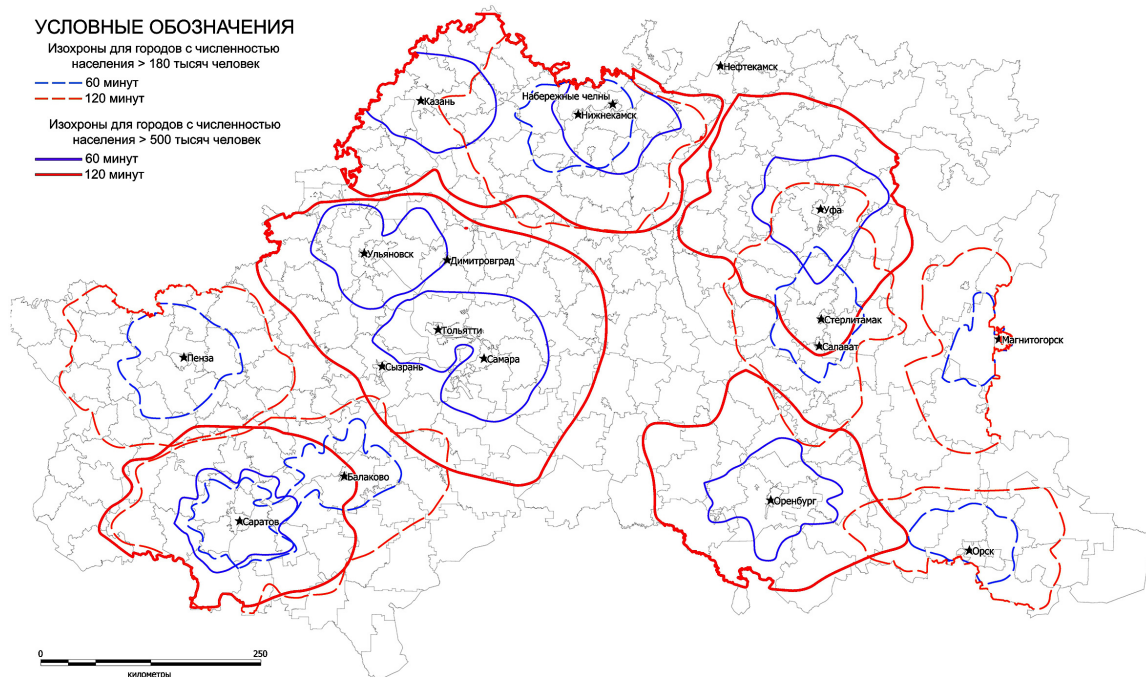 УСЛОВНЫЕ ОБОЗНАЧЕНИЯ
Изохроны для городов с численностью
населения > 180 тысяч человек
60 минут
120 минут
Изохроны для городов с численностью
населения > 500 тысяч человек
60 минут
120 минут
Нефтекамск
Набережные челны
Казань
Нижнекамск
Уфа
Ульяновск
Димитровград
Стерлитамак
Тольятти
Магнитогорск
Салават
Пенза
Самара
Сызрань
Балаково
Оренбург
Саратов
Орск
0 250
километры